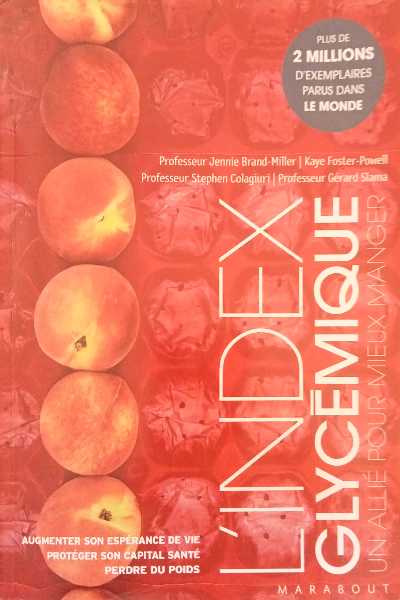 PLUS DE
2 MILLIONS
D'EXEMPLAIRES
PARUS DANS
LE MONDE
Professeur Jennie Brand-Miller | Kaye Foster-Powell
Professeur Stephen Colagiuri | Professeur Gérard Slama
L'INDEX
GLYCÉMIQUE
UN ALLIÉ POUR MIEUX MANGER
AUGMENTER SON ESPÉRANCE DE VIE
PROTÉGER SON CAPITAL SANTÉ
PERDRE DU POIDS
MARABOUT